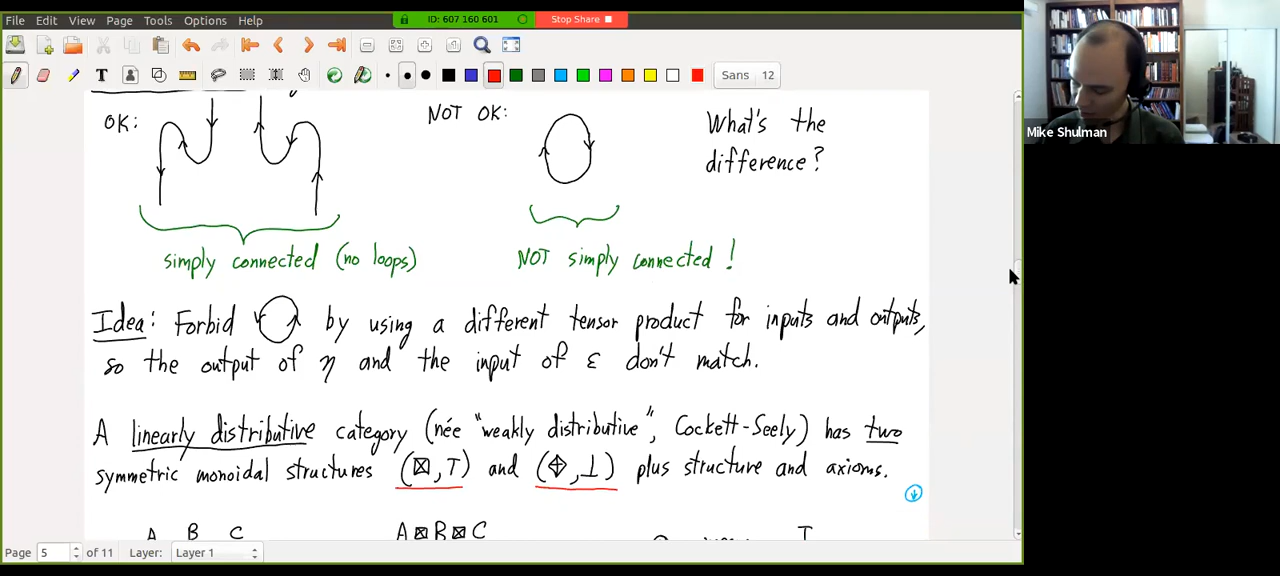 File Edit View Page Tools Options Help
ID: 607 160 601 Stop Share
Sans 12
OK:
NOT OK:
What's the
difference?
simply connected (no loops)
NOT simply connected!
Idea: Forbid by using a different tensor product for inputs and outputs,
so the output of η and the input of ε don't match.
A linearly distributive category (née "weakly distributive", Cockett-Seely) has two
symmetric monoidal structures (⊠, ⊤) and (⟠, ⊥) plus structure and axioms.
A B C
A ⊠ B ⊠ C
⊤
Page 5 of 11 Layer: Layer 1
Mike Shulman